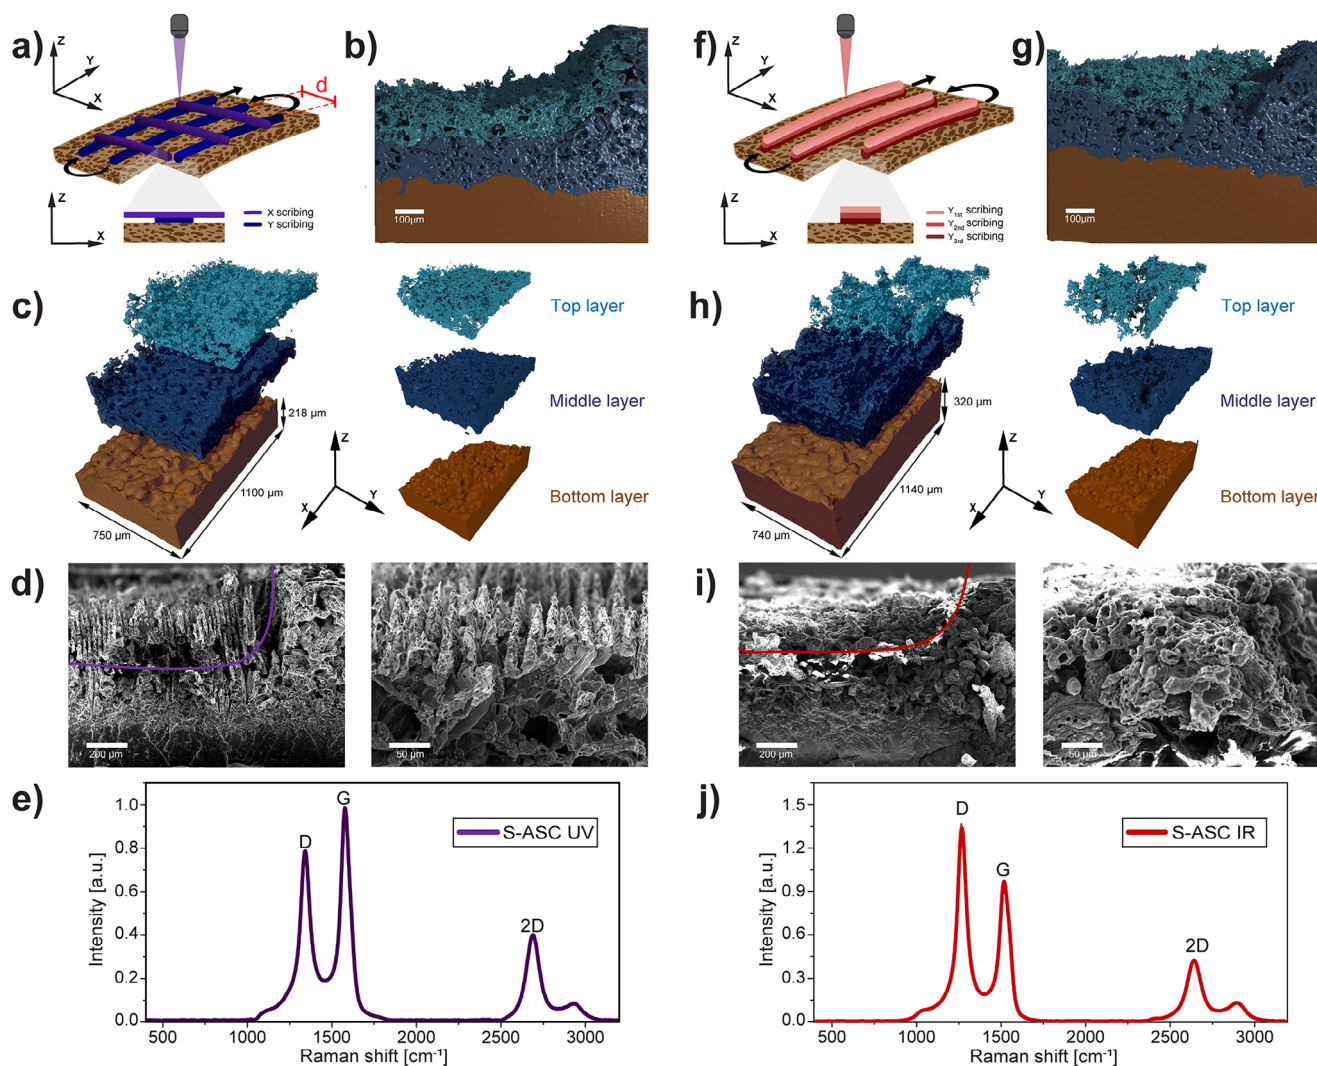 a)
Z
Y
X
d
Z
X
X scribing
Y scribing
b)
100µm
f)
Z
Y
X
Z
X
Y1st scribing
Y2nd scribing
Y3rd scribing
g)
100µm
c)
218 µm
1100 µm
750 µm
Z
X
Y
Top layer
Middle layer
Bottom layer
h)
320 µm
1140 µm
740 µm
Z
X
Y
Top layer
Middle layer
Bottom layer
d)
200 µm
50 µm
i)
200 µm
50 µm
e)
Intensity [a.u.]
1.0
0.8
0.6
0.4
0.2
0.0
D
G
2D
S-ASC UV
500 1000 1500 2000 2500 3000
Raman shift [cm⁻¹]
j)
Intensity [a.u.]
1.5
1.2
0.9
0.6
0.3
0.0
D
G
2D
S-ASC IR
500 1000 1500 2000 2500 3000
Raman shift [cm⁻¹]